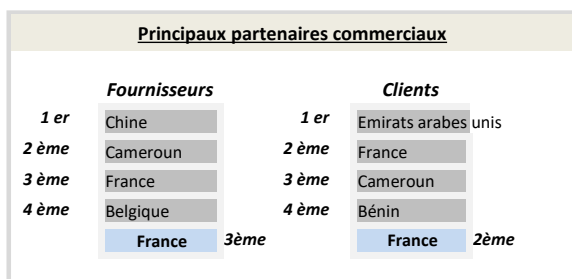 Principaux partenaires commerciaux
Fournisseurs Clients
1 er Chine 1 er Emirats arabes unis
2 ème Cameroun 2 ème France
3 ème France 3 ème Cameroun
4 ème Belgique 4 ème Bénin
France 3ème France 2ème